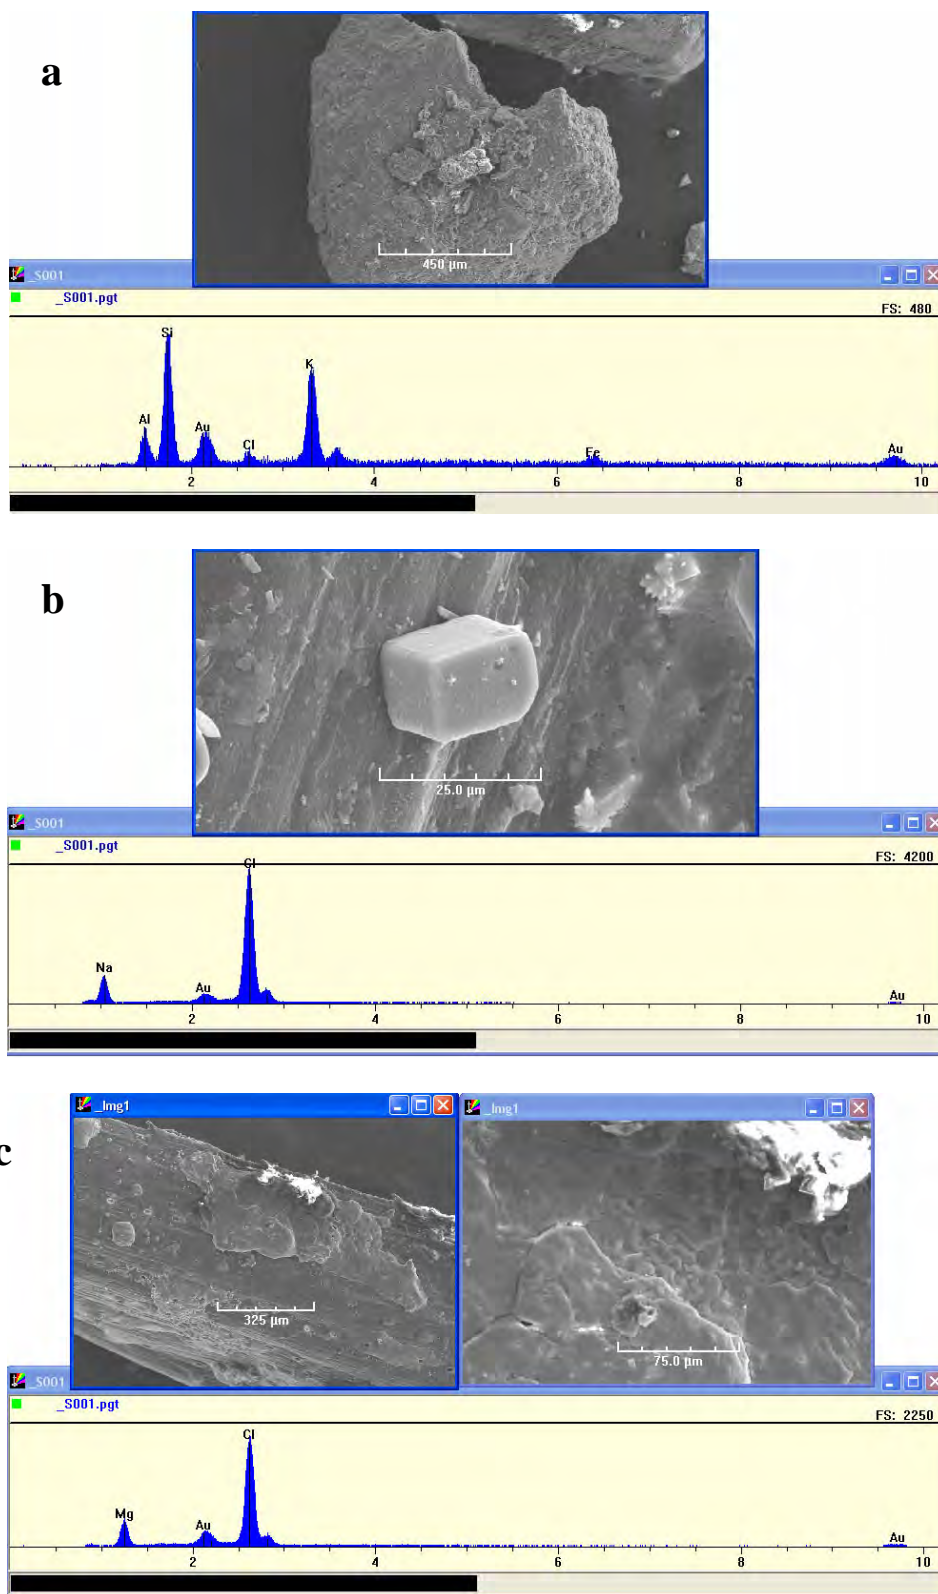 a
450 µm
_S001
_S001.pgt
FS: 480
Si
K
Al
Au
Cl
Fe
Au
2 4 6 8 10
b
25.0 µm
_S001
_S001.pgt
FS: 4200
Cl
Na
Au
Au
2 4 6 8 10
c
_Img1
_Img1
325 µm
75.0 µm
_S001
_S001.pgt
FS: 2250
Cl
Mg
Au
Au
2 4 6 8 10